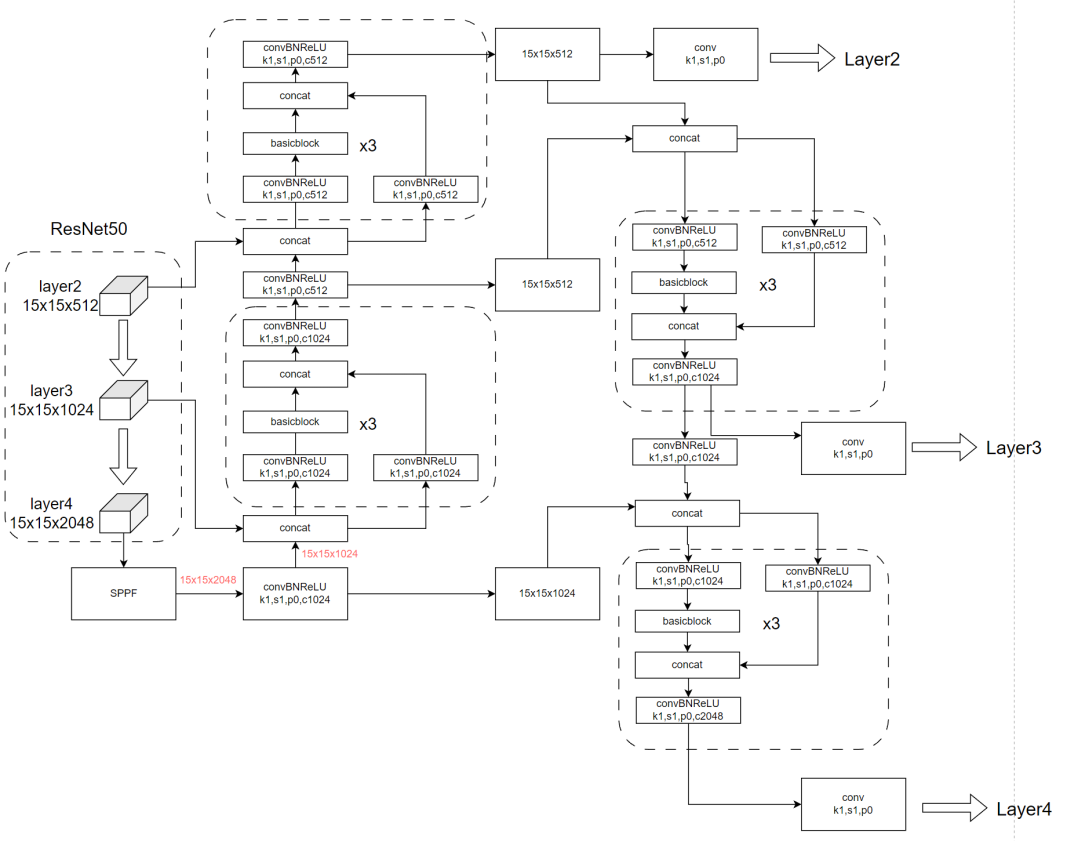 convBNReLU
k1,s1,p0,c512
concat
basicblock
x3
convBNReLU
k1,s1,p0,c512
convBNReLU
k1,s1,p0,c512
15x15x512
conv
k1,s1,p0
Layer2
concat
ResNet50
layer2
15x15x512
layer3
15x15x1024
layer4
15x15x2048
SPPF
concat
convBNReLU
k1,s1,p0,c512
convBNReLU
k1,s1,p0,c1024
concat
basicblock
x3
convBNReLU
k1,s1,p0,c1024
convBNReLU
k1,s1,p0,c1024
concat
15x15x1024
15x15x2048
convBNReLU
k1,s1,p0,c1024
15x15x512
15x15x1024
convBNReLU
k1,s1,p0,c512
convBNReLU
k1,s1,p0,c512
basicblock
x3
concat
convBNReLU
k1,s1,p0,c1024
conv
k1,s1,p0
Layer3
convBNReLU
k1,s1,p0,c1024
concat
convBNReLU
k1,s1,p0,c1024
convBNReLU
k1,s1,p0,c1024
basicblock
x3
concat
convBNReLU
k1,s1,p0,c2048
conv
k1,s1,p0
Layer4